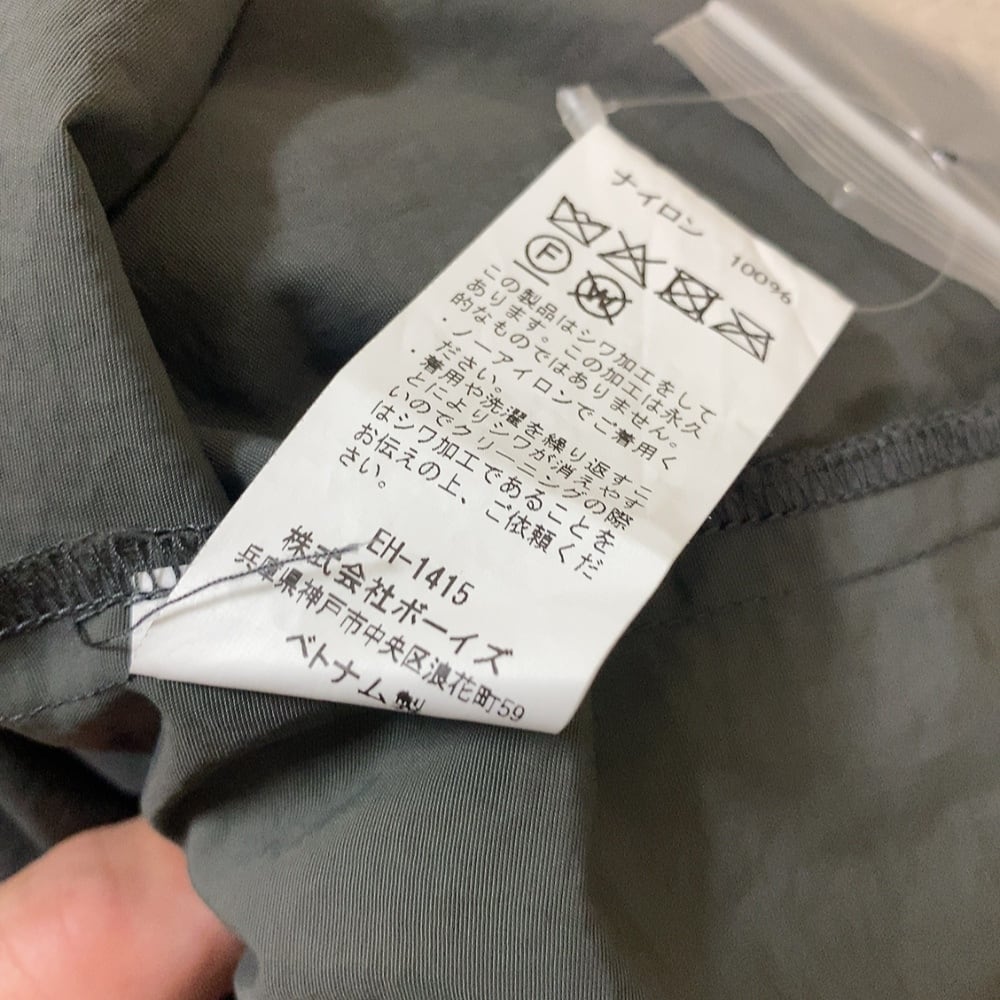 ナイロン 100%
F
W
この製品はシワ加工をして
あります。この加工は永久
的なものではありません。
・ノーアイロンでご着用く
ださい。
・着用や洗濯を繰り返すこ
とによりシワが消えやす
いのでクリーニングの際
はシワ加工であることを
お伝えの上、ご依頼くだ
さい。
EH-1415
株式会社ボーイズ
兵庫県神戸市中央区浪花町59
ベトナム製